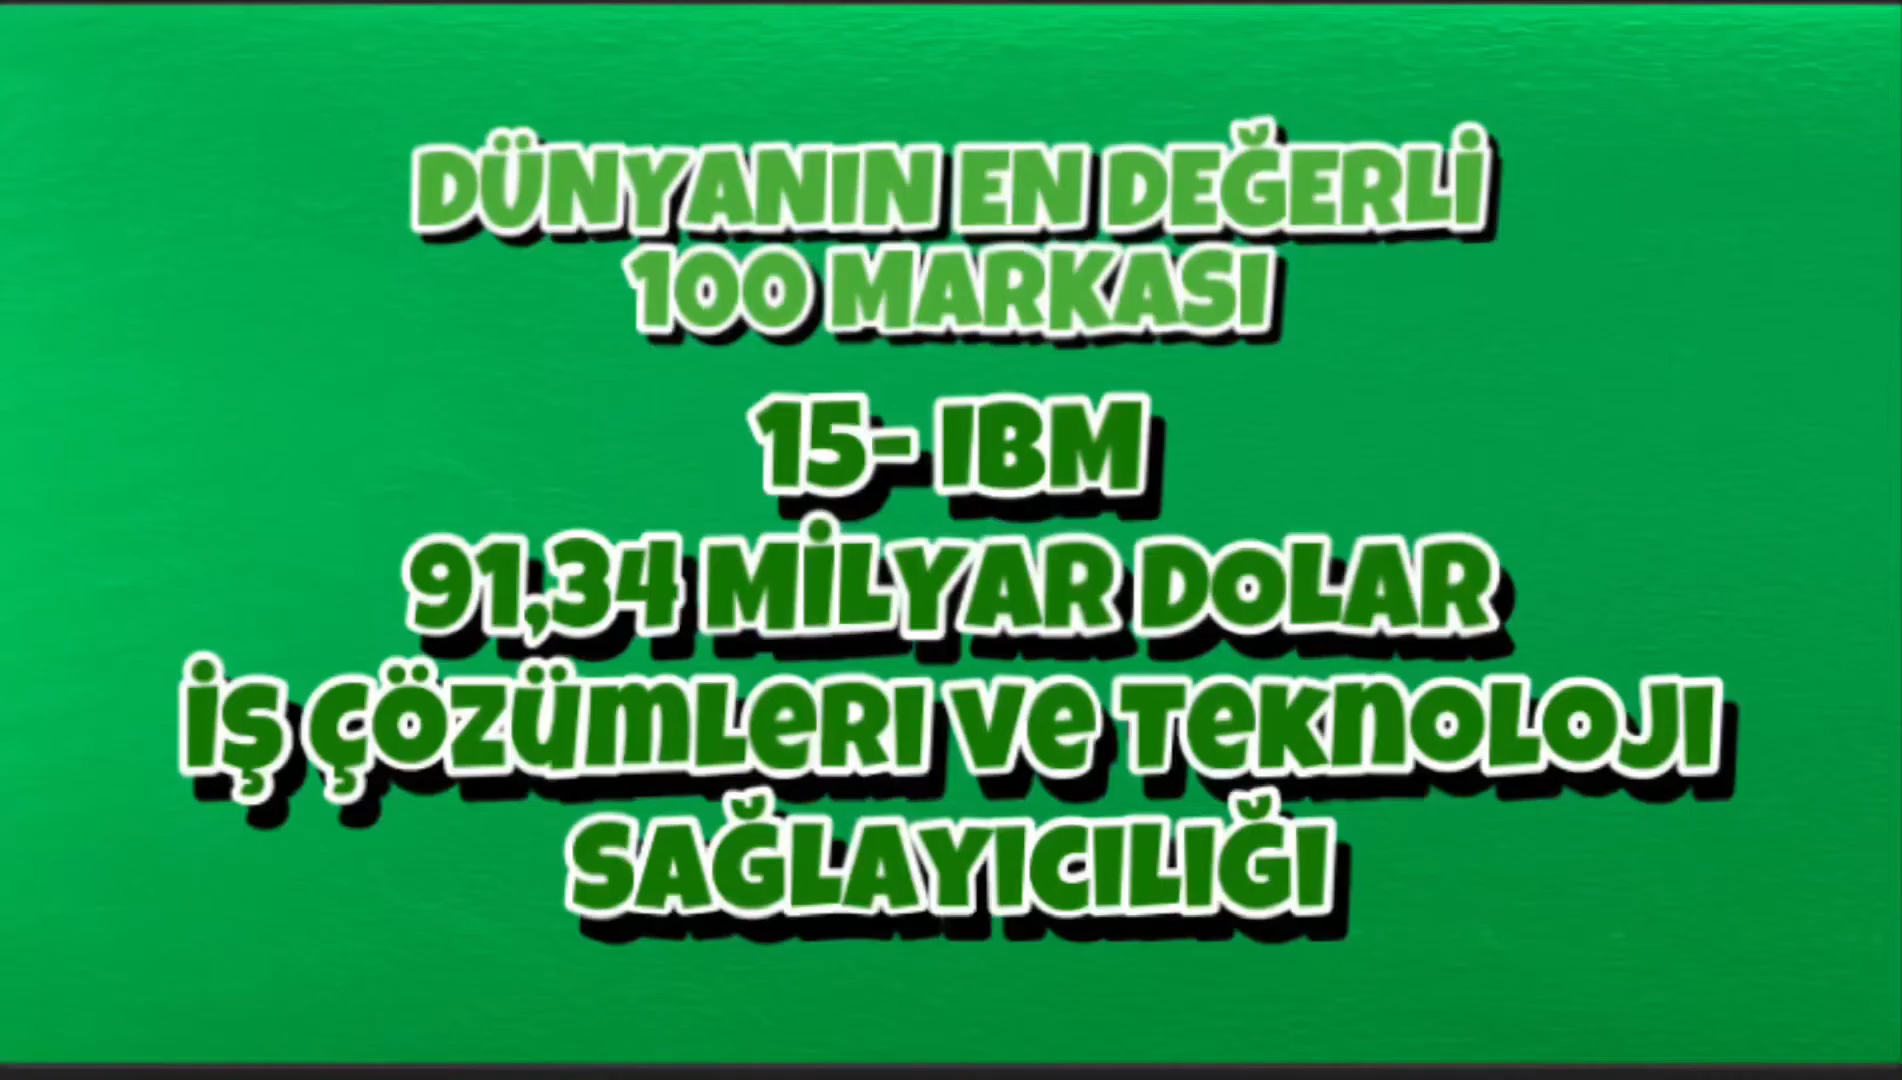 DÜNYANIN EN DEĞERLİ
100 MARKASI
15- IBM
91,34 MİLYAR DOLAR
İŞ ÇÖZÜMLERI VE TEKNOLOJI
SAĞLAYICILIĞI